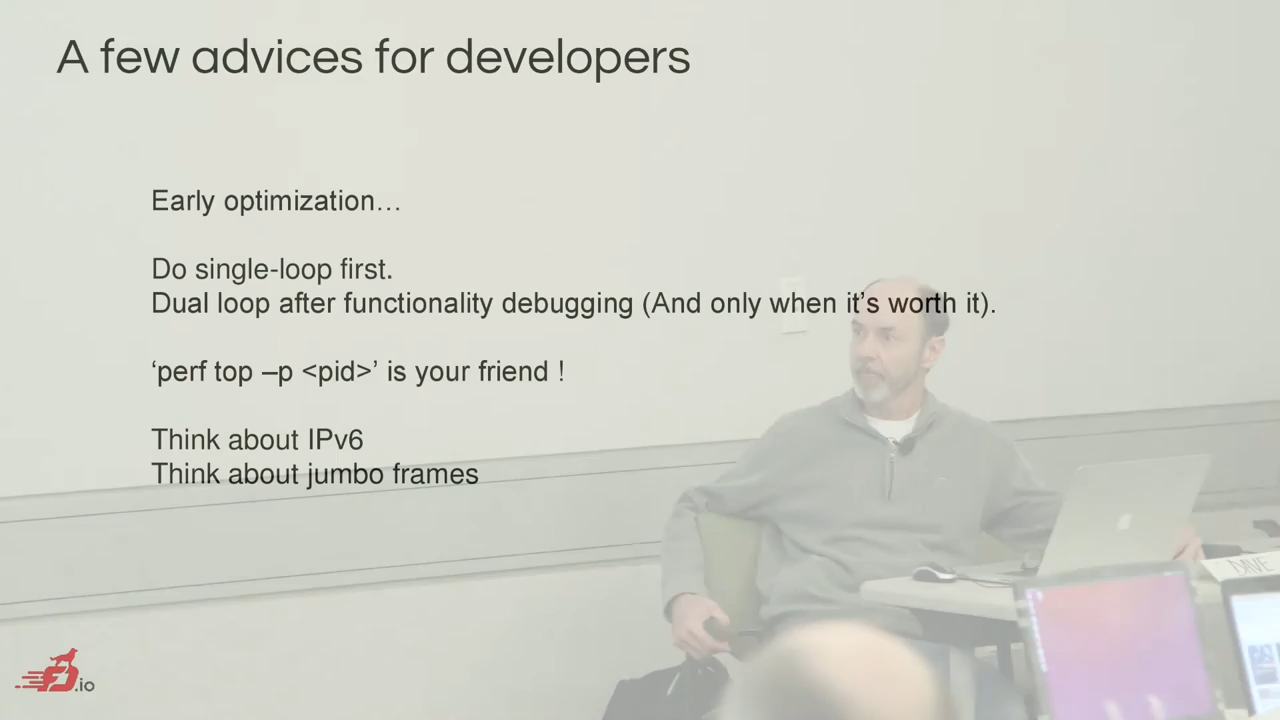 A few advices for developers
Early optimization…
Do single-loop first.
Dual loop after functionality debugging (And only when it’s worth it).
‘perf top –p <pid>’ is your friend !
Think about IPv6
Think about jumbo frames
DAVE
.io